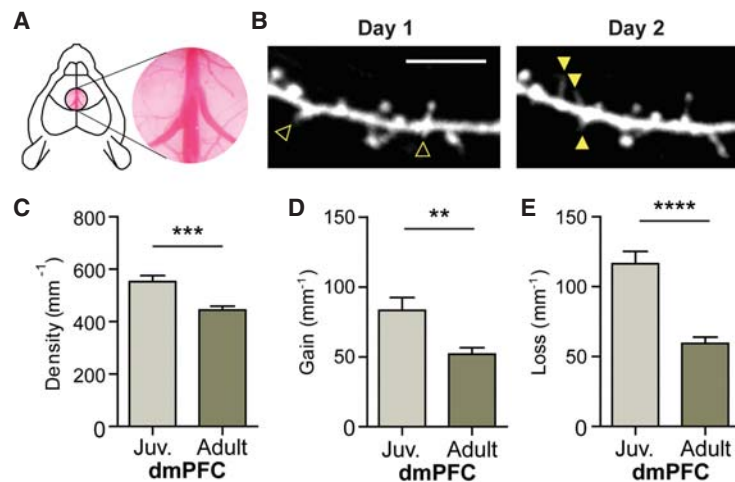 A
B
Day 1
Day 2
C
Density (mm⁻¹)
800
600
400
600
0
***
Juv.
Adult
dmPFC
D
Gain (mm⁻¹)
150
100
50
0
**
Juv.
Adult
dmPFC
E
Loss (mm⁻¹)
150
100
50
0
****
Juv.
Adult
dmPFC